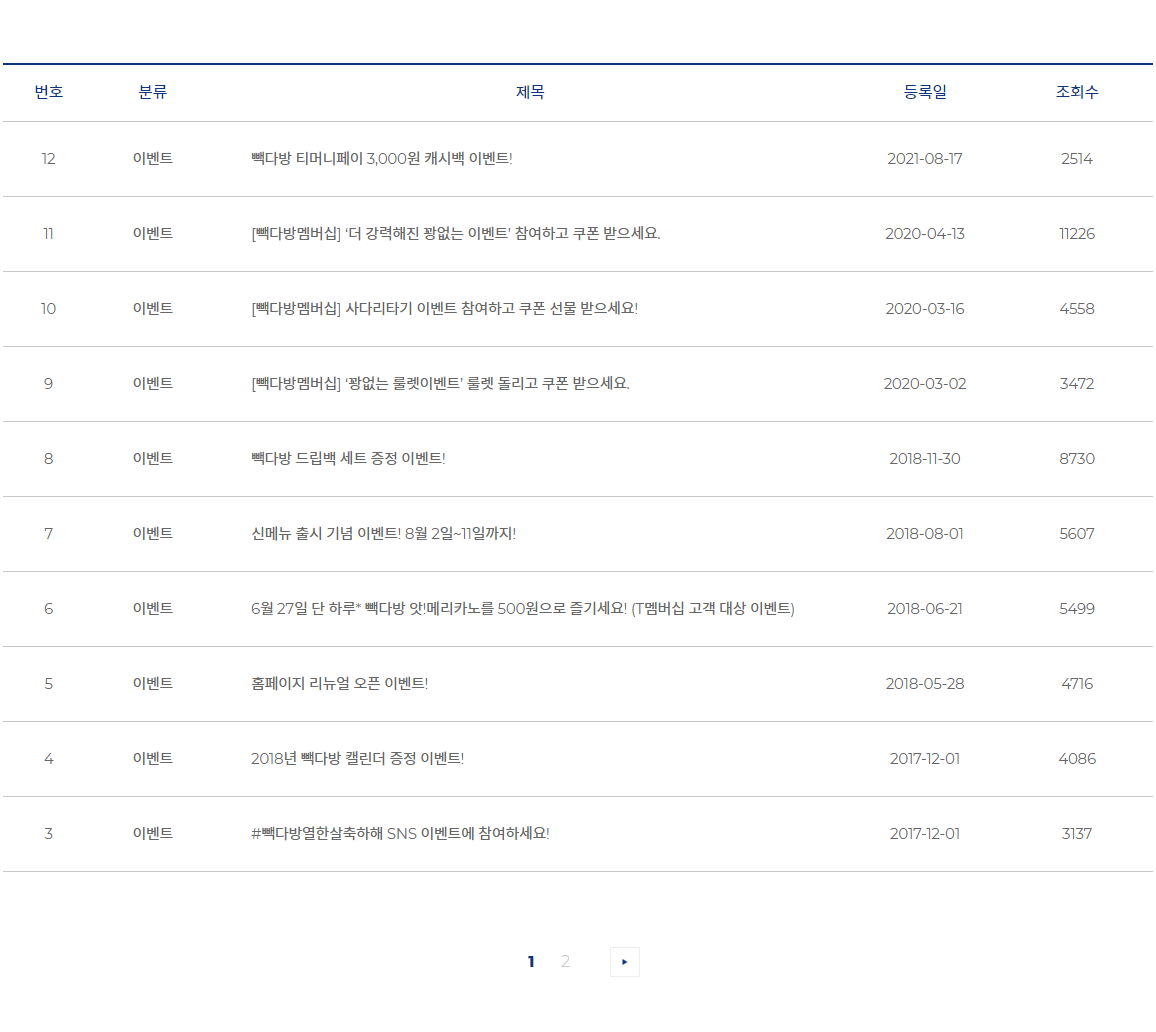 번호 분류 제목 등록일 조회수
12 이벤트 빽다방 티머니페이 3,000원 캐시백 이벤트! 2021-08-17 2514
11 이벤트 [빽다방멤버십] ‘더 강력해진 꽝없는 이벤트’ 참여하고 쿠폰 받으세요. 2020-04-13 11226
10 이벤트 [빽다방멤버십] 사다리타기 이벤트 참여하고 쿠폰 선물 받으세요! 2020-03-16 4558
9 이벤트 [빽다방멤버십] ‘꽝없는 룰렛이벤트’ 룰렛 돌리고 쿠폰 받으세요. 2020-03-02 3472
8 이벤트 빽다방 드립백 세트 증정 이벤트! 2018-11-30 8730
7 이벤트 신메뉴 출시 기념 이벤트! 8월 2일~11일까지! 2018-08-01 5607
6 이벤트 6월 27일 단 하루* 빽다방 앗!메리카노를 500원으로 즐기세요! (T멤버십 고객 대상 이벤트) 2018-06-21 5499
5 이벤트 홈페이지 리뉴얼 오픈 이벤트! 2018-05-28 4716
4 이벤트 2018년 빽다방 캘린더 증정 이벤트! 2017-12-01 4086
3 이벤트 #빽다방열한살축하해 SNS 이벤트에 참여하세요! 2017-12-01 3137
1 2